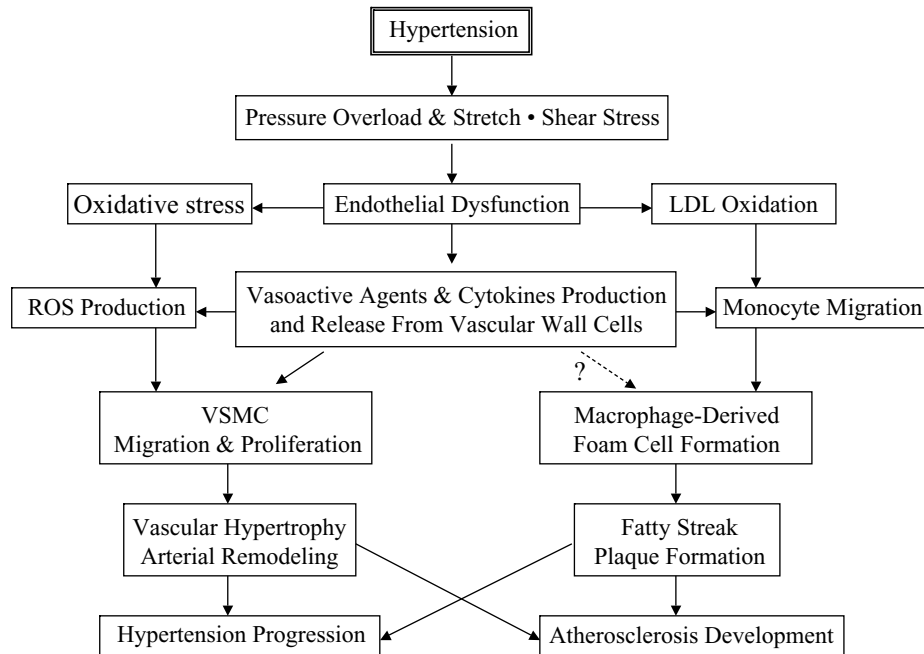 Hypertension
Pressure Overload & Stretch • Shear Stress
Oxidative stress
Endothelial Dysfunction
LDL Oxidation
ROS Production
Vasoactive Agents & Cytokines Production
and Release From Vascular Wall Cells
Monocyte Migration
?
VSMC
Migration & Proliferation
Macrophage-Derived
Foam Cell Formation
Vascular Hypertrophy
Arterial Remodeling
Fatty Streak
Plaque Formation
Hypertension Progression
Atherosclerosis Development